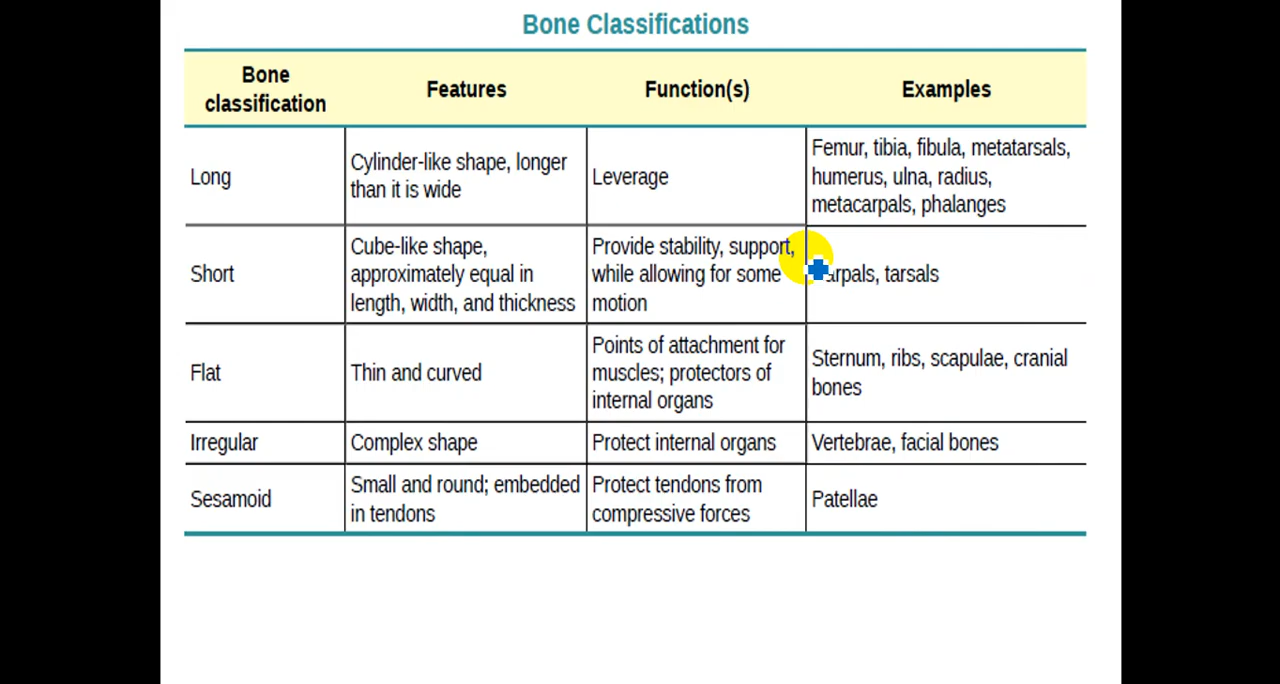 Bone Classifications
Bone
classification
Features
Function(s)
Examples
Long
Cylinder-like shape, longer
than it is wide
Leverage
Femur, tibia, fibula, metatarsals,
humerus, ulna, radius,
metacarpals, phalanges
Short
Cube-like shape,
approximately equal in
length, width, and thickness
Provide stability, support,
while allowing for some
motion
tarsals
Flat
Thin and curved
Points of attachment for
muscles; protectors of
internal organs
Sternum, ribs, scapulae, cranial
bones
Irregular
Complex shape
Protect internal organs
Vertebrae, facial bones
Sesamoid
Small and round; embedded
in tendons
Protect tendons from
compressive forces
Patellae